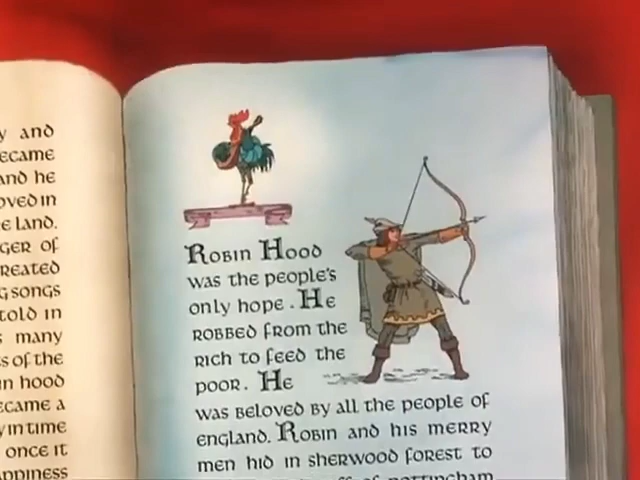 y and
ecame
and he
oved in
e land.
ger of
reated
g songs
told in
s many
s of the
in hood
ecame a
y in time
once it
appiness
Robin Hood
was the people's
only hope. He
robbed from the
rich to feed the
poor. He
was beloved by all the people of
england. Robin and his merry
men hid in sherwood forest to
of nottingham